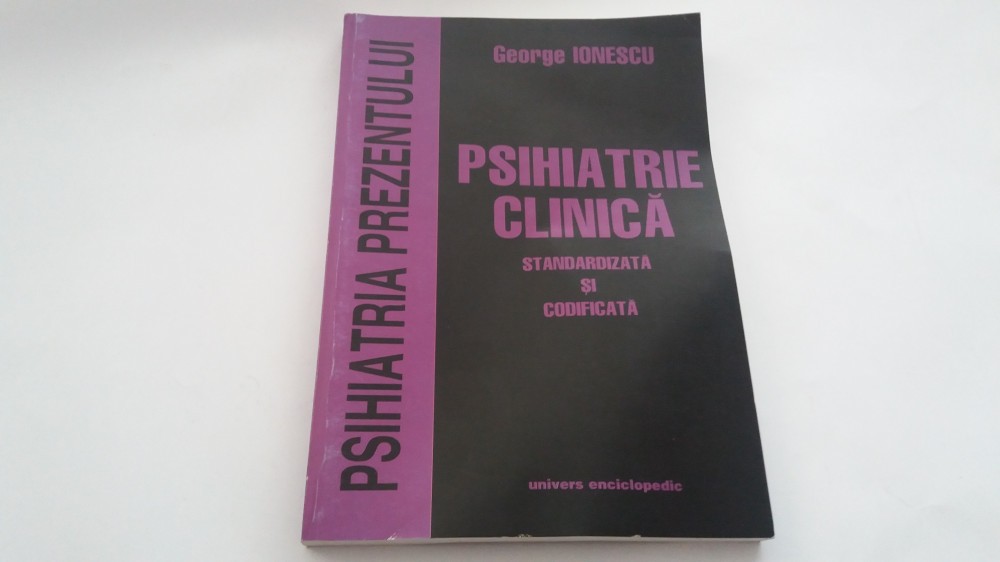 PSIHIATRIA PREZENTULUI
George IONESCU
PSIHIATRIE
CLINICĂ
STANDARDIZATĂ
ŞI
CODIFICATĂ
univers enciclopedic